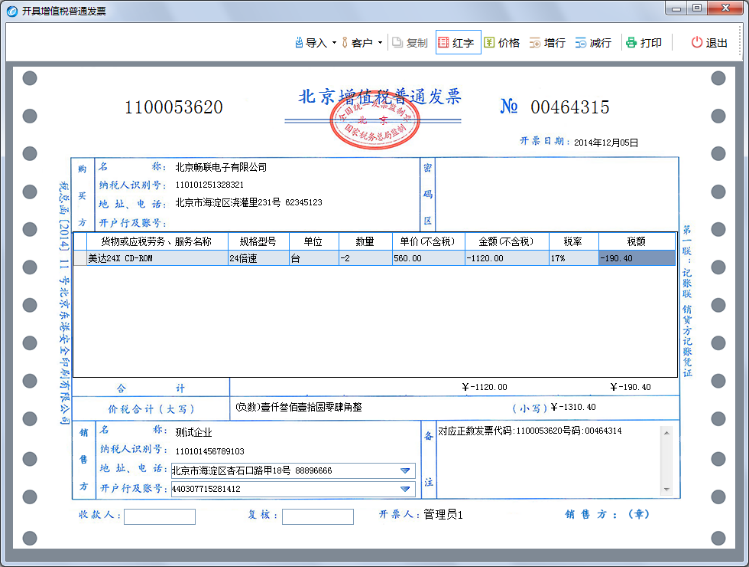 开具增值税普通发票
导入 客户 复制 红字 价格 增行 减行 打印 退出
1100053620
北京增值税普通发票
全国统一发票监制章
北京
国家税务总局监制
№ 00464315
开票日期：2014年12月05日
税总函[2014]11号北京东港安全印刷有限公司
购买方
名 称：北京畅联电子有限公司
纳税人识别号：110101251328321
地址、电话：北京市海淀区浇灌里231号 62345123
开户行及账号：
密码区
货物或应税劳务、服务名称 规格型号 单位 数量 单价(不含税) 金额(不含税) 税率 税额
美达24X CD-ROM 24倍速 台 -2 560.00 -1120.00 17% -190.40
合 计 ￥-1120.00 ￥-190.40
价税合计(大写) (负数)壹仟叁佰壹拾圆零肆角整 (小写)￥-1310.40
销售方
名 称：测试企业
纳税人识别号：110101456789103
地址、电话：北京市海淀区杏石口路甲18号 88896666
开户行及账号：440307715281412
备注
对应正数发票代码:1100053620号码:00464314
第一联：记账联 销货方记账凭证
收款人： 复核： 开票人：管理员1 销售方：（章）